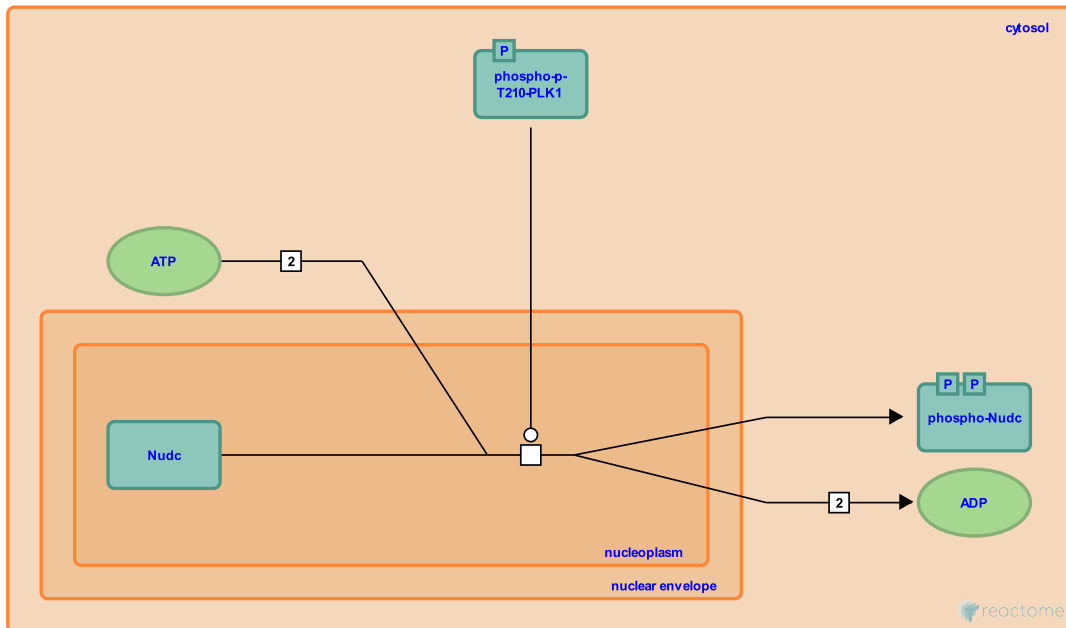 cytosol
P
phospho-p-
T210-PLK1
ATP
2
P P
phospho-Nudc
Nudc
2
ADP
nucleoplasm
nuclear envelope
reactome